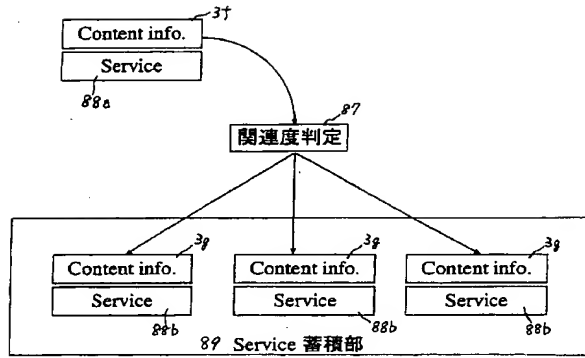 3f
Content info.
Service
88a
87
関連度判定
3g
3g
3g
Content info.
Content info.
Content info.
Service
Service
Service
88b
88b
88b
89 Service 蓄積部